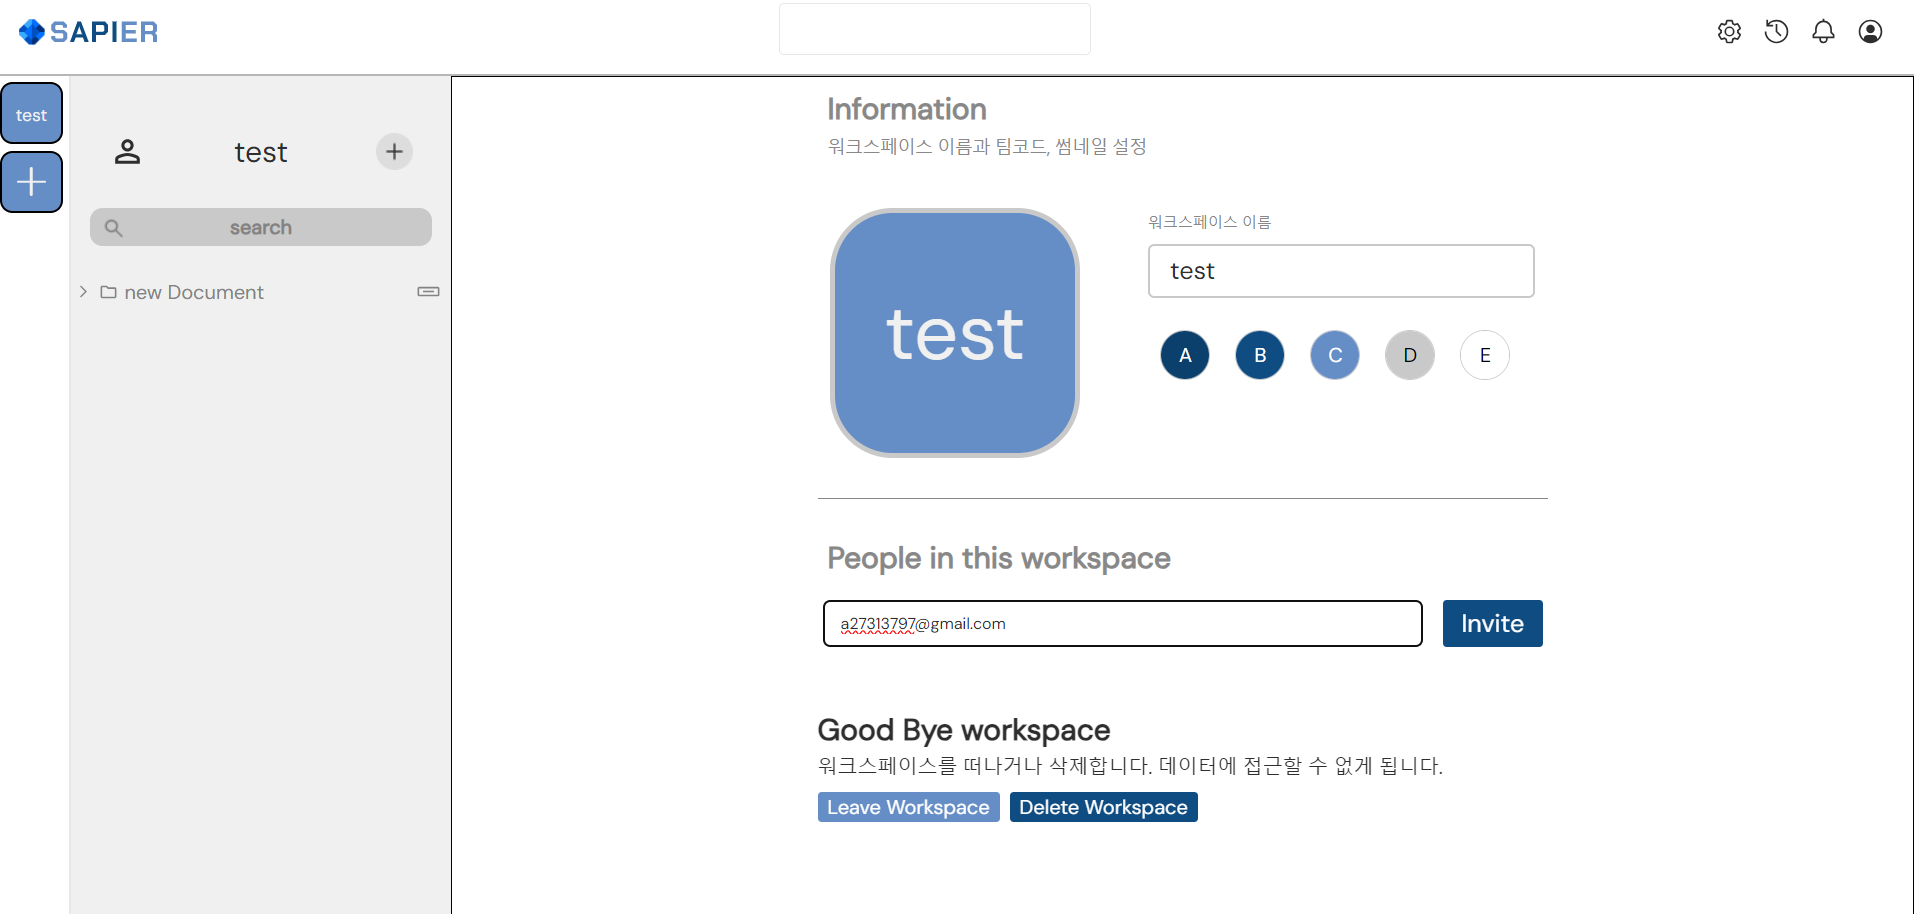 SAPIER
test
test
search
new Document
Information
워크스페이스 이름과 팀코드, 썸네일 설정
test
워크스페이스 이름
test
A B C D E
People in this workspace
a27313797@gmail.com
Invite
Good Bye workspace
워크스페이스를 떠나거나 삭제합니다. 데이터에 접근할 수 없게 됩니다.
Leave Workspace Delete Workspace